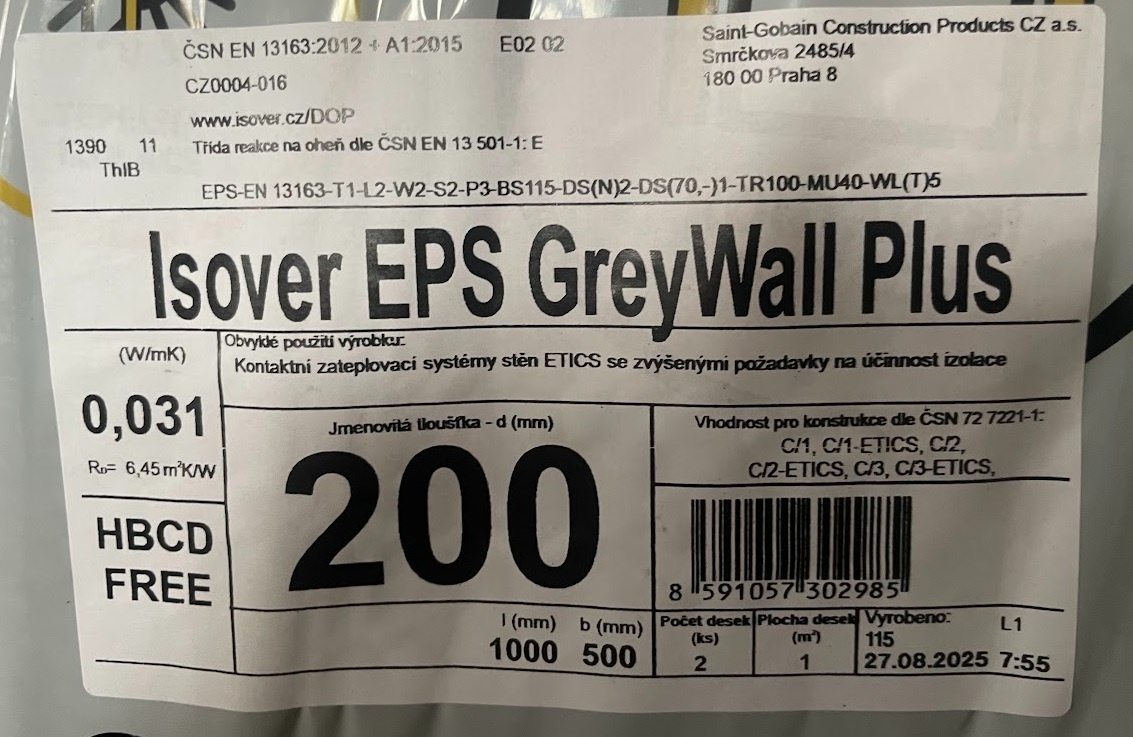 ČSN EN 13163:2012 + A1:2015 E02 02
CZ0004-016
www.isover.cz/DOP
1390 11 Třída reakce na oheň dle ČSN EN 13 501-1: E
ThIB
EPS-EN 13163-T1-L2-W2-S2-P3-BS115-DS(N)2-DS(70,-)1-TR100-MU40-WL(T)5
Saint-Gobain Construction Products CZ a.s.
Smrčkova 2485/4
180 00 Praha 8
Isover EPS GreyWall Plus
(W/mK)
0,031
R_D= 6,45 m²K/W
HBCD
FREE
Obvyklé použití výrobku:
Kontaktní zateplovací systémy stěn ETICS se zvýšenými požadavky na účinnost izolace
Jmenovitá tloušťka - d (mm)
200
Vhodnost pro konstrukce dle ČSN 72 7221-1:
C/1, C/1-ETICS, C/2,
C/2-ETICS, C/3, C/3-ETICS,
8 591057 302985
l (mm) b (mm)
1000 500
Počet desek
(ks)
2
Plocha desek
(m²)
1
Vyrobeno: L1
115
27.08.2025 7:55